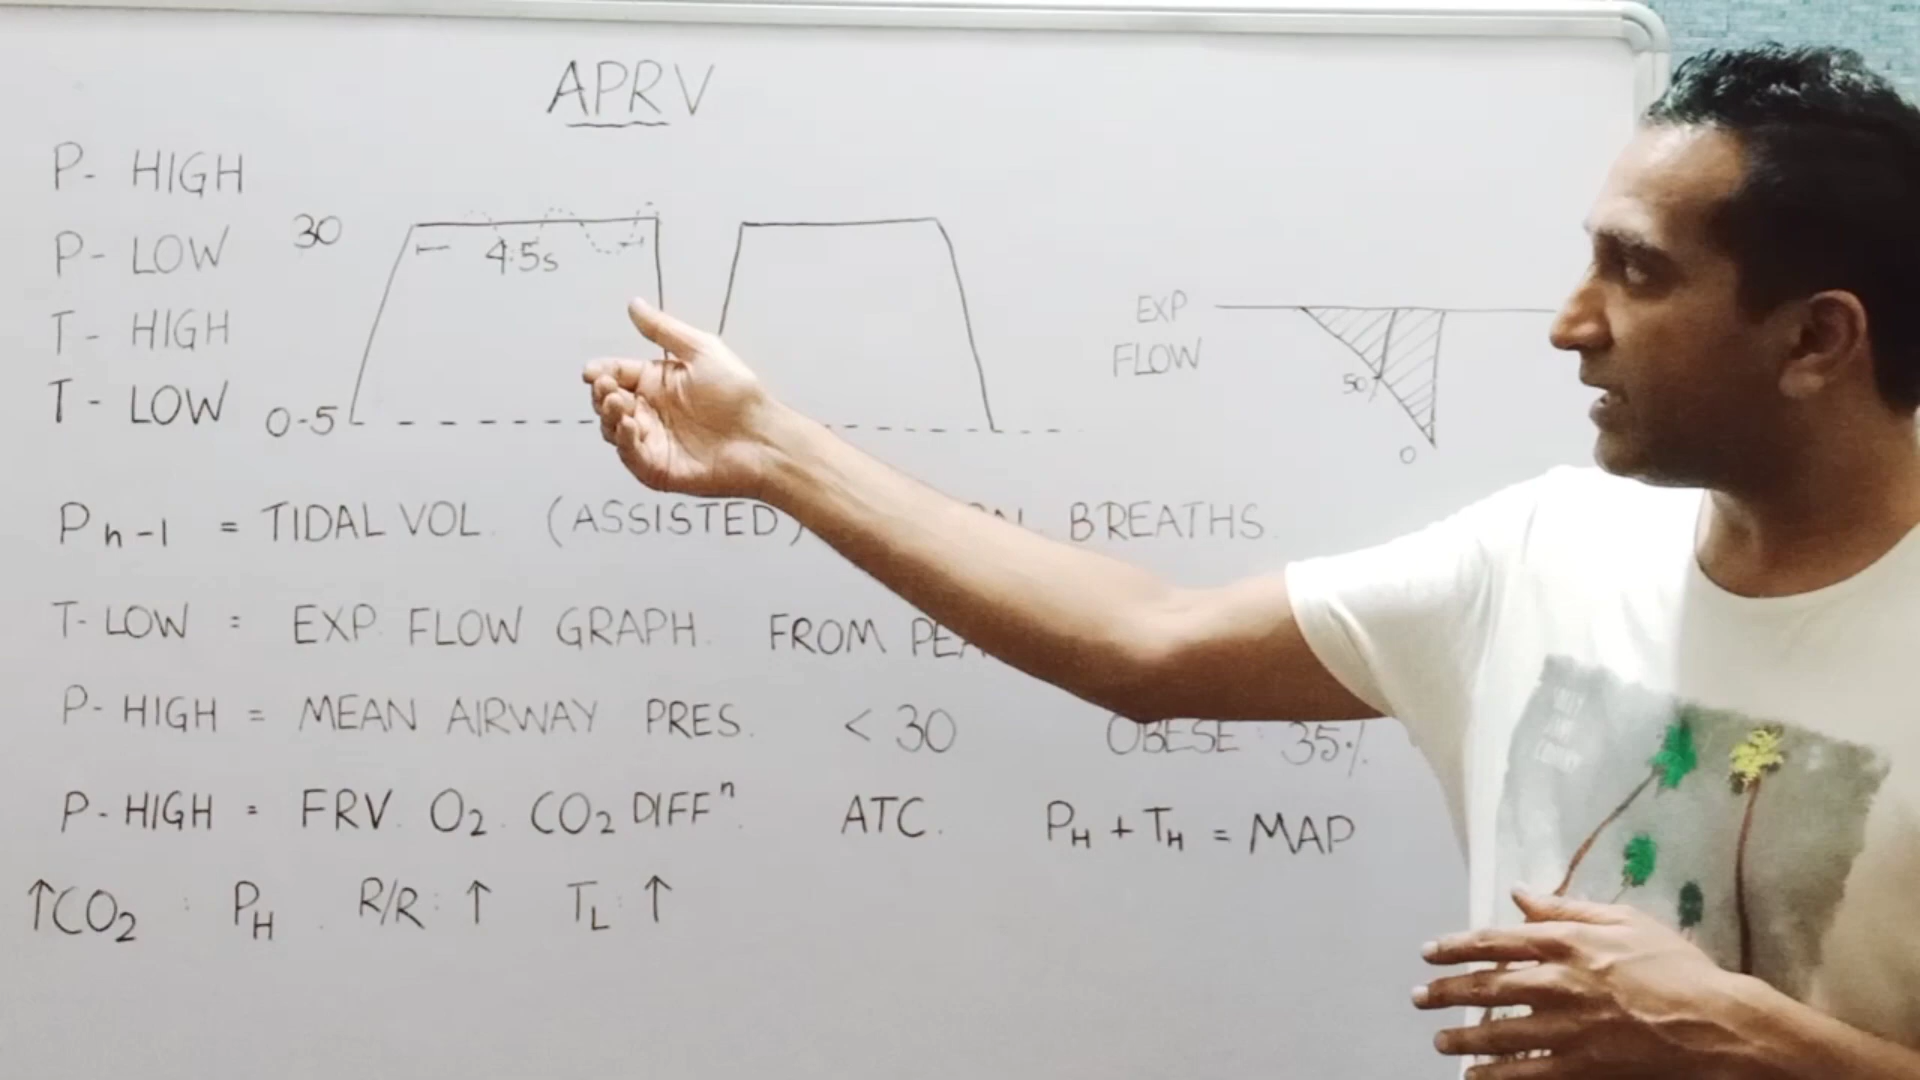 APRV
P- HIGH
P- LOW
T- HIGH
T- LOW
30
4.5s
0-5
EXP
FLOW
50%
0
Ph-l = TIDAL VOL. (ASSISTED) BREATHS.
T-LOW = EXP. FLOW GRAPH. FROM
P-HIGH = MEAN AIRWAY PRES. < 30 OBESE 35%
P-HIGH = FRV. O2. CO2 DIFFⁿ. ATC. PH + TH = MAP
↑CO2 : PH . R/R: ↑ TL: ↑